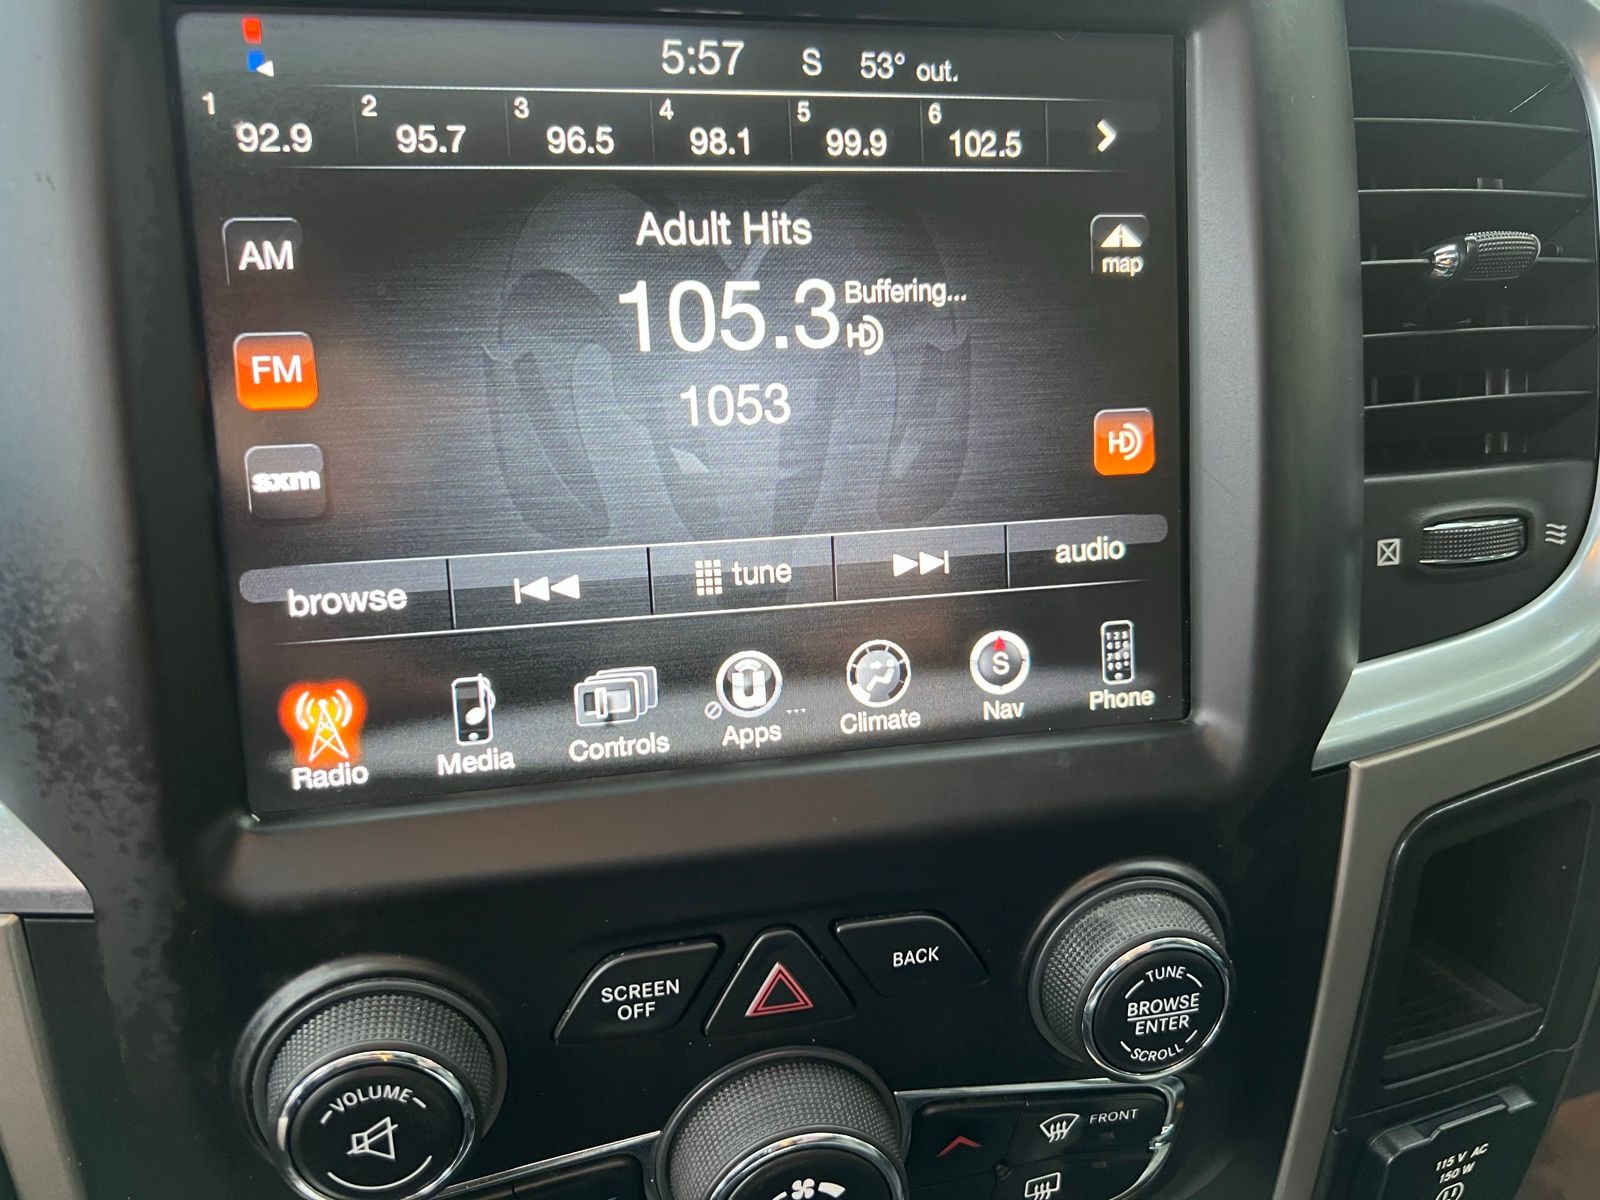 5:57 S 53° out.
1 2 3 4 5 6
92.9 95.7 96.5 98.1 99.9 102.5
Adult Hits
AM
map
105.3 Buffering...
HD
FM
1053
HD
sxm
browse tune audio
Radio Media Controls Apps Climate S Nav Phone
SCREEN
OFF
BACK
TUNE
BROWSE
ENTER
SCROLL
VOLUME
FRONT
115 V AC
150 W